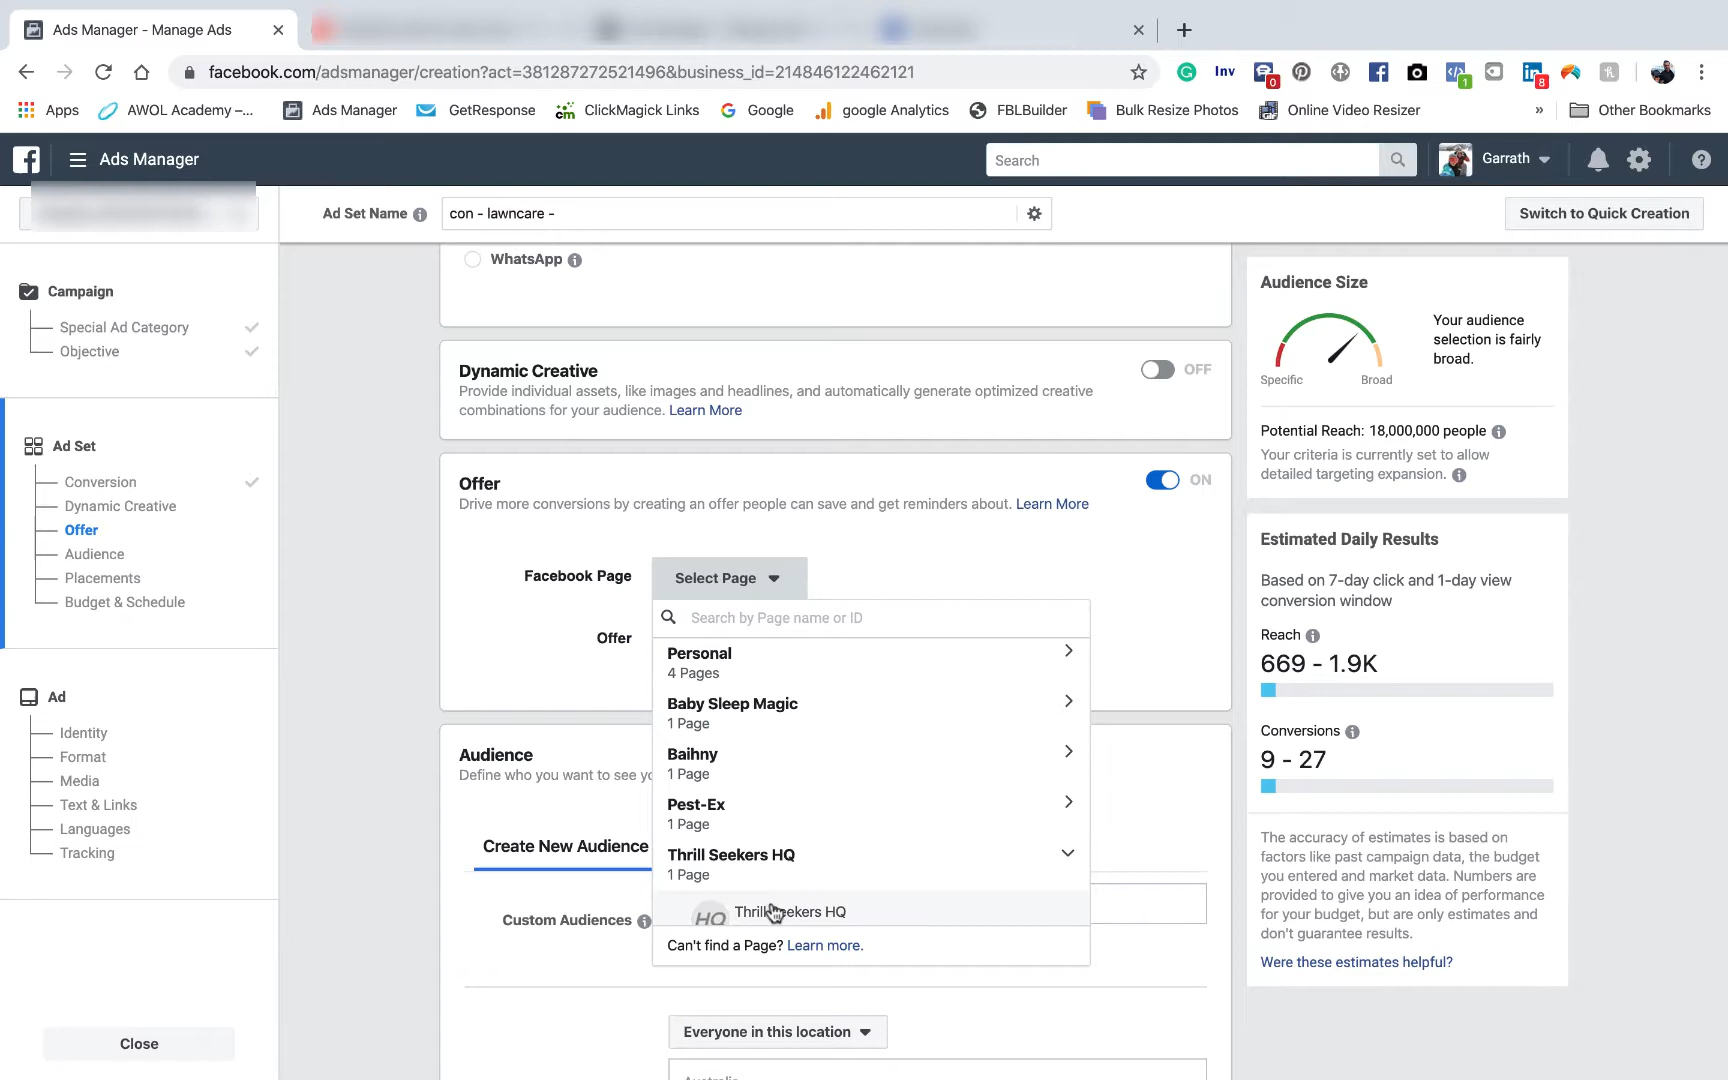 Ads Manager - Manage Ads
facebook.com/adsmanager/creation?act=381287272521496&business_id=214846122462121
Inv
0
1
8
Apps
AWOL Academy –...
Ads Manager
GetResponse
ClickMagick Links
Google
google Analytics
FBLBuilder
Bulk Resize Photos
Online Video Resizer
»
Other Bookmarks
Ads Manager
Search
Garrath
Ad Set Name
con - lawncare -
Switch to Quick Creation
Campaign
Special Ad Category
Objective
Ad Set
Conversion
Dynamic Creative
Offer
Audience
Placements
Budget & Schedule
Ad
Identity
Format
Media
Text & Links
Languages
Tracking
Close
WhatsApp
Dynamic Creative
OFF
Provide individual assets, like images and headlines, and automatically generate optimized creative
combinations for your audience. Learn More
Offer
ON
Drive more conversions by creating an offer people can save and get reminders about. Learn More
Facebook Page
Select Page
Search by Page name or ID
Offer
Personal
4 Pages
Baby Sleep Magic
1 Page
Baihny
1 Page
Pest-Ex
1 Page
Thrill Seekers HQ
1 Page
HQ
Thrill Seekers HQ
Can't find a Page? Learn more.
Audience
Define who you want to see
Create New Audience
Custom Audiences
Everyone in this location
Australia
Audience Size
Your audience
selection is fairly
broad.
Specific
Broad
Potential Reach: 18,000,000 people
Your criteria is currently set to allow
detailed targeting expansion.
Estimated Daily Results
Based on 7-day click and 1-day view
conversion window
Reach
669 - 1.9K
Conversions
9 - 27
The accuracy of estimates is based on
factors like past campaign data, the budget
you entered and market data. Numbers are
provided to give you an idea of performance
for your budget, but are only estimates and
don't guarantee results.
Were these estimates helpful?